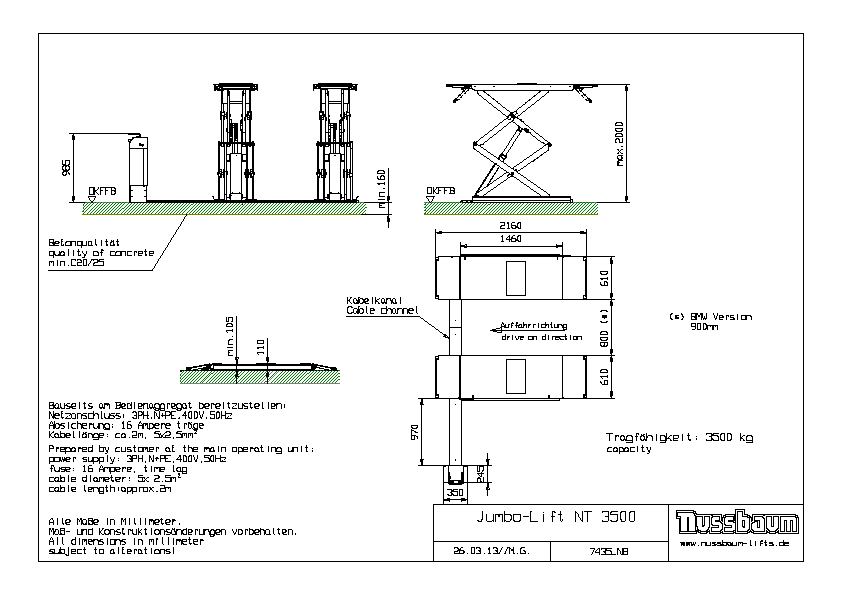 985
OKFFB
min.160
OKFFB
max.2000
Betonqualität
quality of concrete
min.C20/25
2160
1460
610
Kabelkanal
Cable channel
Auffahrrichtung
drive on direction
800 (*)
(*) BMW Version
900mm
min.105
110
610
Bauseits am Bedienaggregat bereitzustellen:
Netzanschluss: 3PH,N+PE,400V,50Hz
Absicherung: 16 Ampere träge
Kabellänge: ca.2m, 5x2,5mm²
Prepared by customer at the main operating unit:
power supply: 3PH,N+PE,400V,50Hz
fuse: 16 Ampere, time lag
cable diameter: 5x 2.5m²
cable length:approx.2m
970
Tragfähigkeit: 3500 kg
capacity
245
350
Alle Maße in Millimeter.
Maß- und Konstruktionsänderungen vorbehalten.
All dimensions in millimeter
subject to alterations!
Jumbo-Lift NT 3500
26.03.13//M.G.
7435_NB
Nussbaum
www.nussbaum-lifts.de